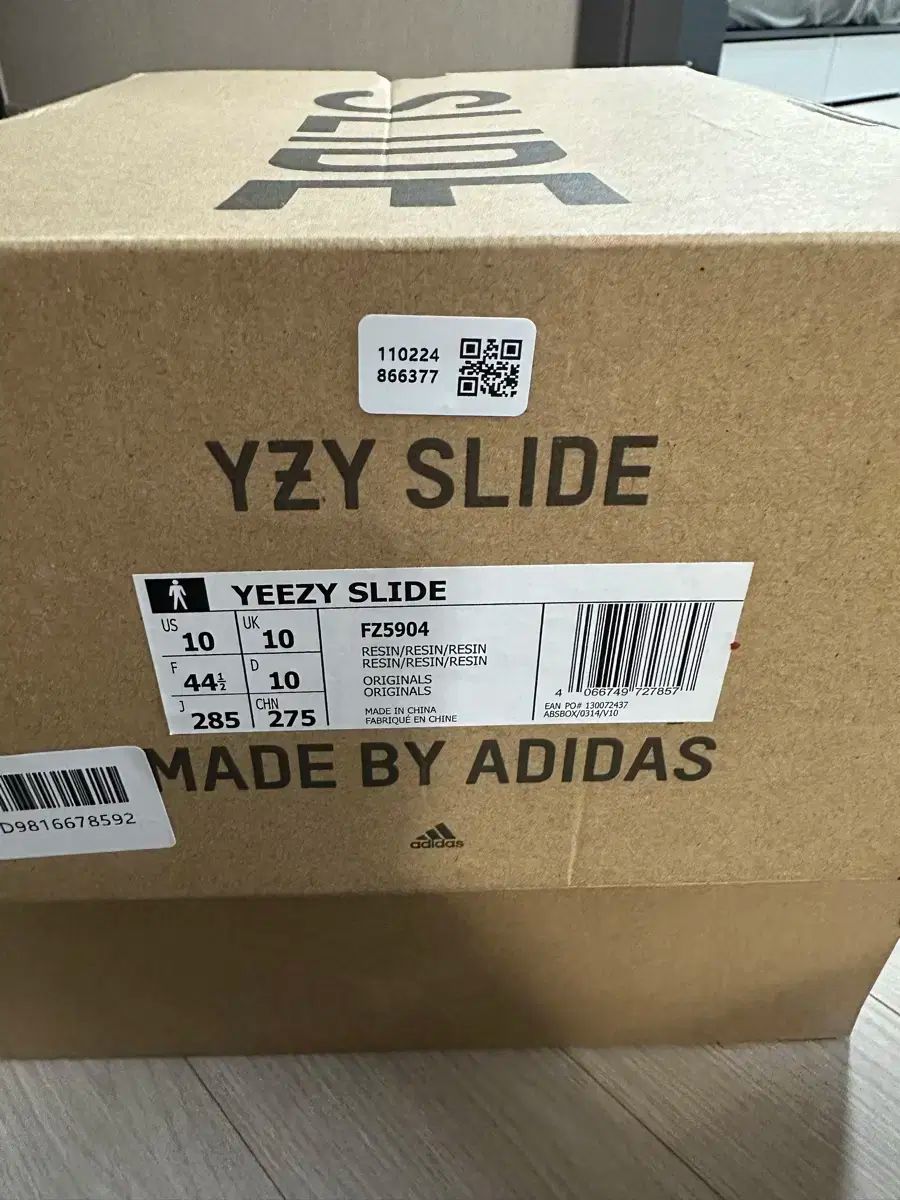 SLIDE
110224
866377
YZY SLIDE
YEEZY SLIDE
US 10
UK 10
F 44½
D 10
J 285
CHN 275
FZ5904
RESIN/RESIN/RESIN
RESIN/RESIN/RESIN
ORIGINALS
ORIGINALS
MADE IN CHINA
FABRIQUÉ EN CHINE
4 066749 727857
EAN PO# 130072437
ABSBOX/0314/V10
MADE BY ADIDAS
D9816678592
adidas